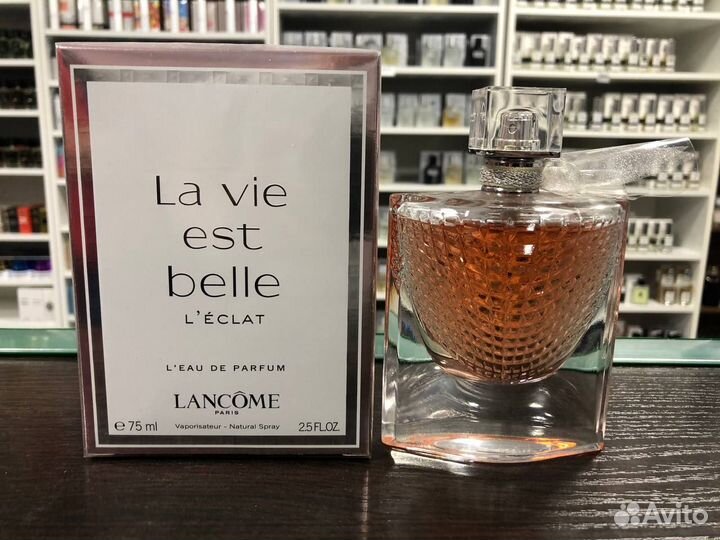 La vie
est
belle
L'ÉCLAT
L'EAU DE PARFUM
LANCÔME
PARIS
℮ 75 ml Vaporisateur - Natural Spray 2.5 FL.OZ.
Avito